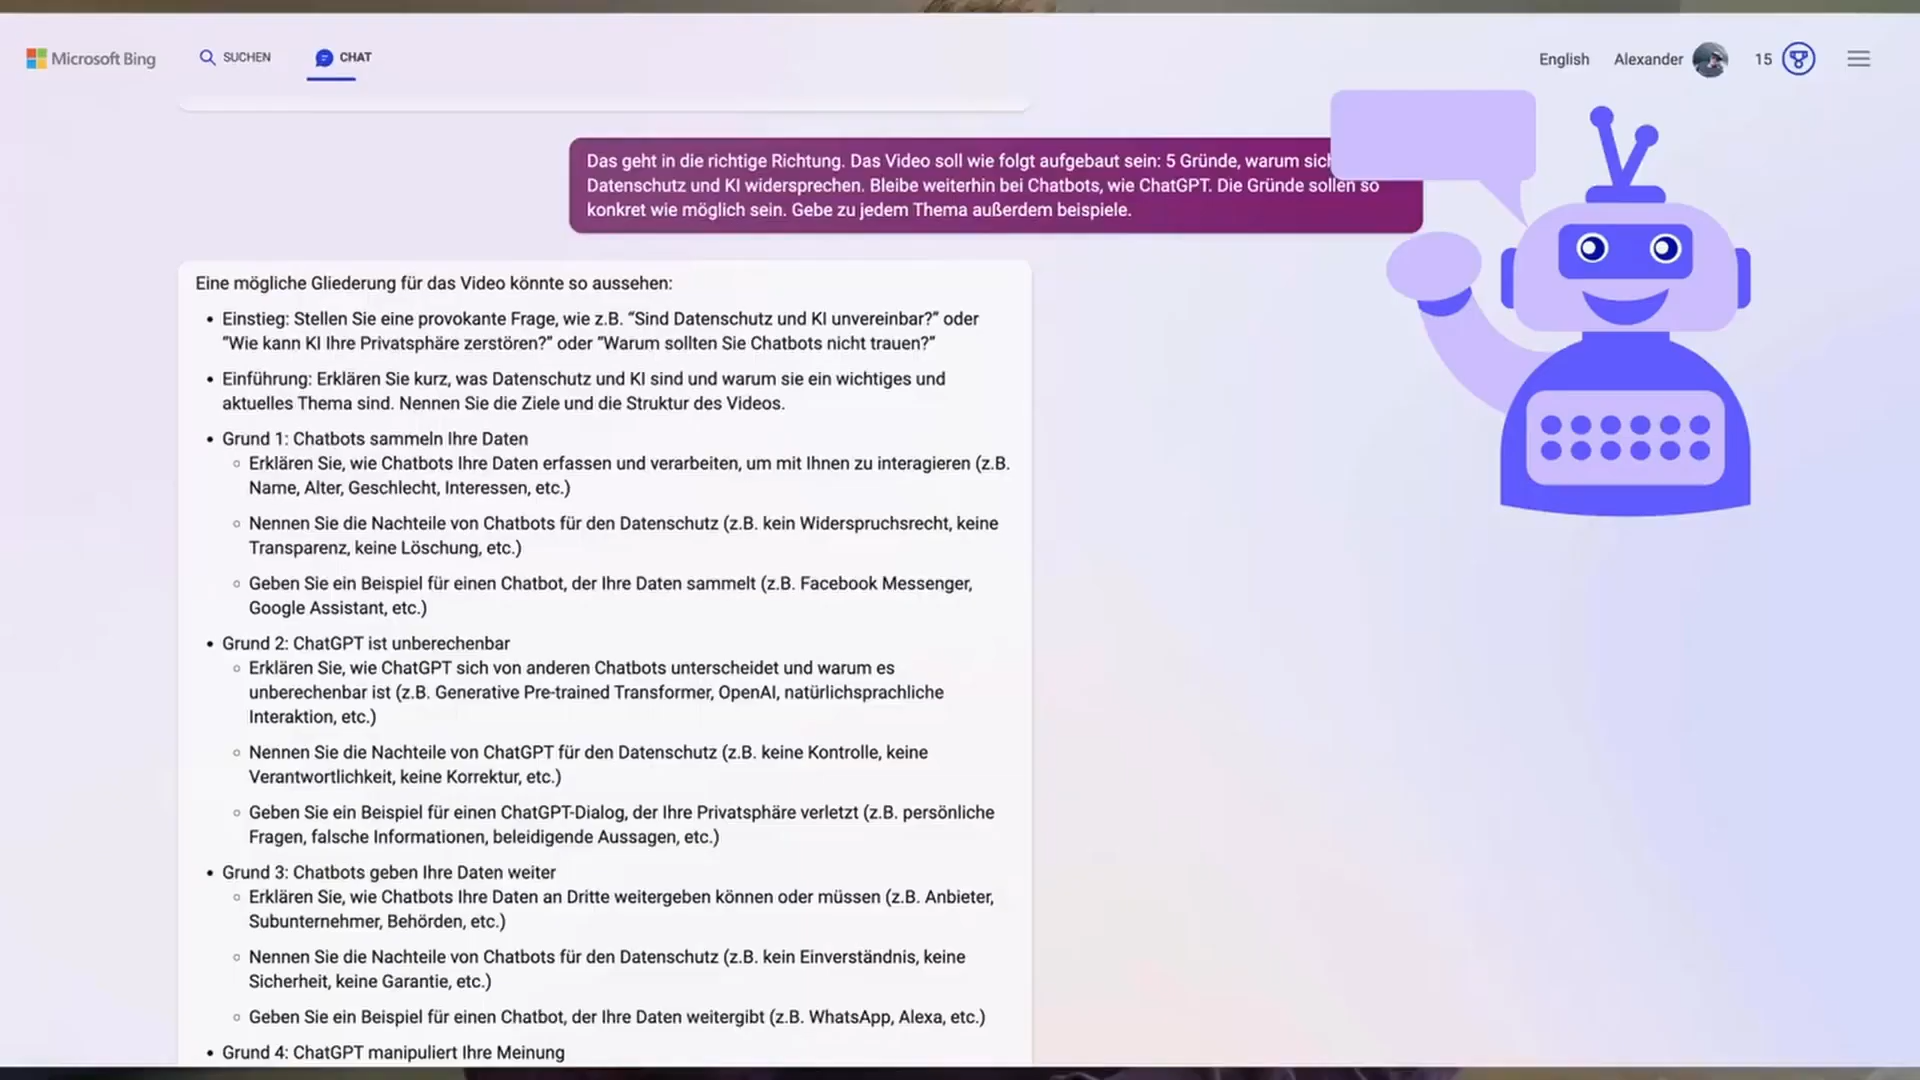 Microsoft Bing
SUCHEN
CHAT
English
Alexander
15
Das geht in die richtige Richtung. Das Video soll wie folgt aufgebaut sein: 5 Gründe, warum sich
Datenschutz und KI widersprechen. Bleibe weiterhin bei Chatbots, wie ChatGPT. Die Gründe sollen so
konkret wie möglich sein. Gebe zu jedem Thema außerdem beispiele.
Eine mögliche Gliederung für das Video könnte so aussehen:
• Einstieg: Stellen Sie eine provokante Frage, wie z.B. “Sind Datenschutz und KI unvereinbar?” oder
“Wie kann KI Ihre Privatsphäre zerstören?” oder “Warum sollten Sie Chatbots nicht trauen?”
• Einführung: Erklären Sie kurz, was Datenschutz und KI sind und warum sie ein wichtiges und
aktuelles Thema sind. Nennen Sie die Ziele und die Struktur des Videos.
• Grund 1: Chatbots sammeln Ihre Daten
◦ Erklären Sie, wie Chatbots Ihre Daten erfassen und verarbeiten, um mit Ihnen zu interagieren (z.B.
Name, Alter, Geschlecht, Interessen, etc.)
◦ Nennen Sie die Nachteile von Chatbots für den Datenschutz (z.B. kein Widerspruchsrecht, keine
Transparenz, keine Löschung, etc.)
◦ Geben Sie ein Beispiel für einen Chatbot, der Ihre Daten sammelt (z.B. Facebook Messenger,
Google Assistant, etc.)
• Grund 2: ChatGPT ist unberechenbar
◦ Erklären Sie, wie ChatGPT sich von anderen Chatbots unterscheidet und warum es
unberechenbar ist (z.B. Generative Pre-trained Transformer, OpenAI, natürlichsprachliche
Interaktion, etc.)
◦ Nennen Sie die Nachteile von ChatGPT für den Datenschutz (z.B. keine Kontrolle, keine
Verantwortlichkeit, keine Korrektur, etc.)
◦ Geben Sie ein Beispiel für einen ChatGPT-Dialog, der Ihre Privatsphäre verletzt (z.B. persönliche
Fragen, falsche Informationen, beleidigende Aussagen, etc.)
• Grund 3: Chatbots geben Ihre Daten weiter
◦ Erklären Sie, wie Chatbots Ihre Daten an Dritte weitergeben können oder müssen (z.B. Anbieter,
Subunternehmer, Behörden, etc.)
◦ Nennen Sie die Nachteile von Chatbots für den Datenschutz (z.B. kein Einverständnis, keine
Sicherheit, keine Garantie, etc.)
◦ Geben Sie ein Beispiel für einen Chatbot, der Ihre Daten weitergibt (z.B. WhatsApp, Alexa, etc.)
• Grund 4: ChatGPT manipuliert Ihre Meinung